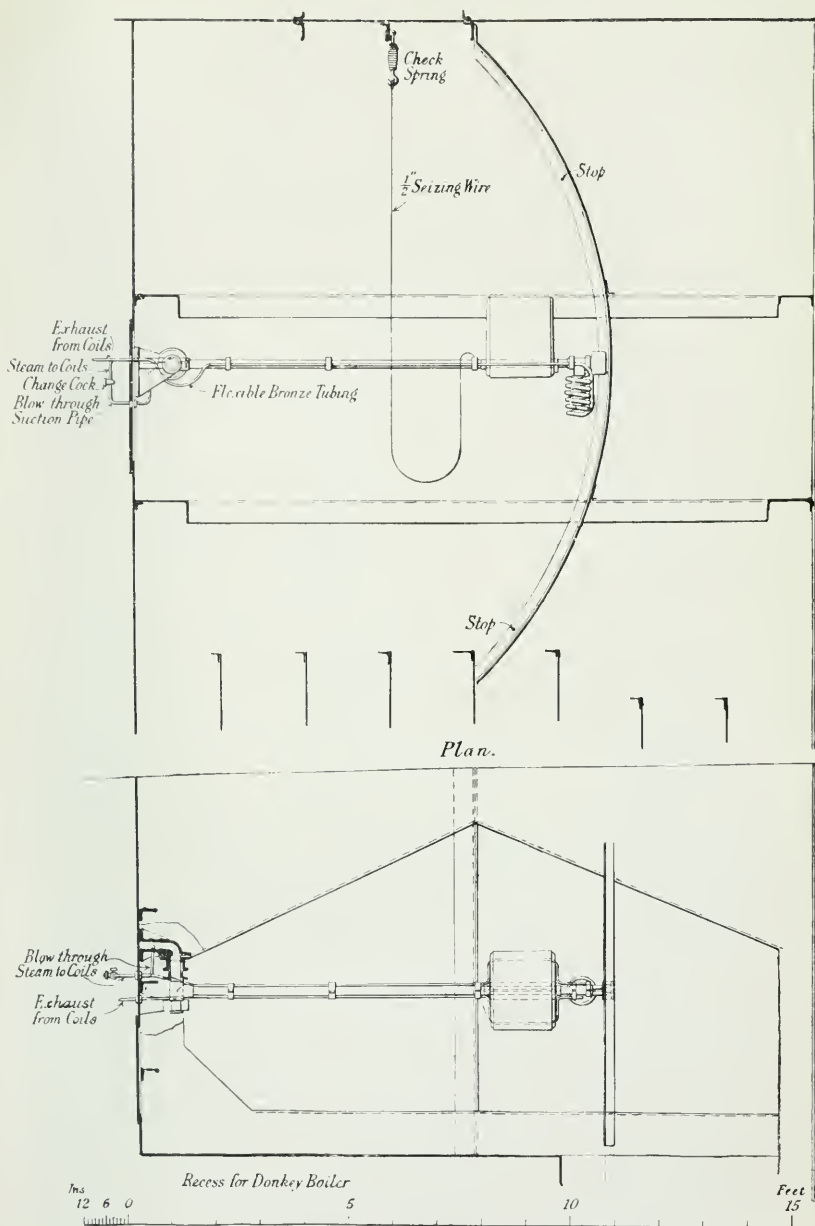 Check
Spring
Stop
1/2" Seizing Wire
Exhaust
from Coils
Steam to Coils
Change Cock
Blow through
Suction Pipe
Flexible Bronze Tubing
Stop
Plan.
Blow through
Steam to Coils
Exhaust
from Coils
Recess for Donkey Boiler
Ins Feet
12 6 0 5 10 15